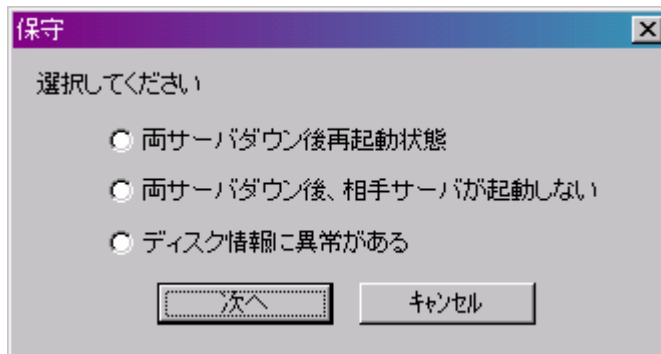 保守
選択してください
両サーバダウン後再起動状態
両サーバダウン後、相手サーバが起動しない
ディスク情報に異常がある
次へ
ｷｬﾝｾﾙ